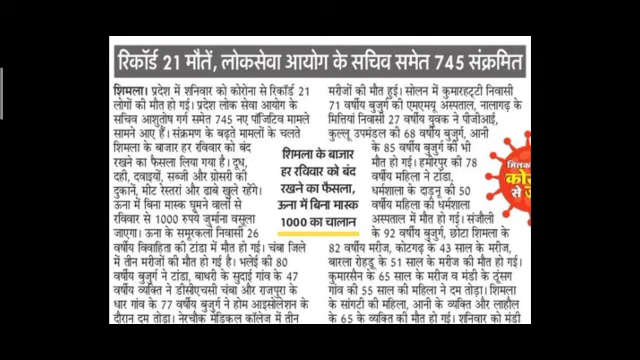 रिकॉर्ड 21 मौतें, लोकसेवा आयोग के सचिव समेत 745 संक्रमित
शिमला। प्रदेश में शनिवार को कोरोना से रिकॉर्ड 21
लोगों की मौत हो गई। प्रदेश लोक सेवा आयोग के
सचिव आशुतोष गर्ग समेत 745 नए पॉजिटिव मामले
सामने आए हैं। संक्रमण के बढ़ते मामलों के चलते
शिमला के बाजार हर रविवार को बंद
रखने का फैसला लिया गया है। दूध,
दही, दवाइयों, सब्जी और ग्रोसरी की
दुकानें, मीट रेस्तरां और ढाबे खुले रहेंगे।
ऊना में बिना मास्क घूमने वालों से
रविवार से 1000 रुपये जुर्माना वसूला
जाएगा। ऊना के समूरकला निवासी 26
वर्षीय विवाहिता की टांडा में मौत हो गई। चंबा जिले
में तीन मरीजों की मौत हो गई है। भलेई की 80
वर्षीय बुजुर्ग ने टांडा, बाथरी के सुदाई गांव के 47
वर्षीय व्यक्ति ने डीसीएचसी चंबा और राजपुरा के
धार गांव के 77 वर्षीय बुजुर्ग ने होम आइसोलेशन के
दौरान दम तोड़ा। नेरचौक मेडिकल कॉलेज में तीन
शिमला के बाजार
हर रविवार को बंद
रखने का फैसला,
ऊना में बिना मास्क
1000 का चालान
मरीजों की मौत हुई। सोलन में कुमारहट्टी निवासी
71 वर्षीय बुजुर्ग की एमएमयू अस्पताल, नालागढ़ के
मित्तियां निवासी 27 वर्षीय युवक ने पीजीआई,
कुल्लू उपमंडल की 68 वर्षीय बुजुर्ग, आनी
के 85 वर्षीय बुजुर्ग की भी
मौत हो गई। हमीरपुर की 78
वर्षीय महिला ने टांडा,
धर्मशाला के दाड़नू की 50
वर्षीय महिला की धर्मशाला
अस्पताल में मौत हो गई। संजौली
के 92 वर्षीय बुजुर्ग, छोटा शिमला के
82 वर्षीय मरीज, कोटगढ़ के 43 साल के मरीज,
बारला रोहड़ू के 51 साल के मरीज की मौत हो गई।
कुमारसैन के 65 साल के मरीज व मंडी के ठूंसग
गांव की 55 साल की महिला ने दम तोड़ा। शिमला
के सांगटी की महिला, आनी के व्यक्ति और लाहौल
के 65 के व्यक्ति की मौत हो गई। शनिवार को मंडी
मिलक
को
से ज